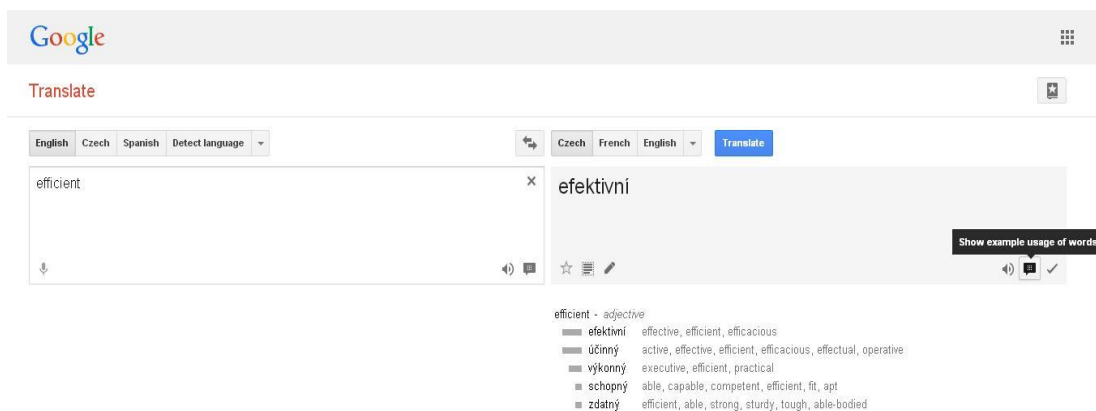 Google
Translate
English Czech Spanish Detect language
Czech French English Translate
efficient
efektivní
Show example usage of words
efficient - adjective
efektivní effective, efficient, efficacious
účinný active, effective, efficient, efficacious, effectual, operative
výkonný executive, efficient, practical
schopný able, capable, competent, efficient, fit, apt
zdatný efficient, able, strong, sturdy, tough, able-bodied